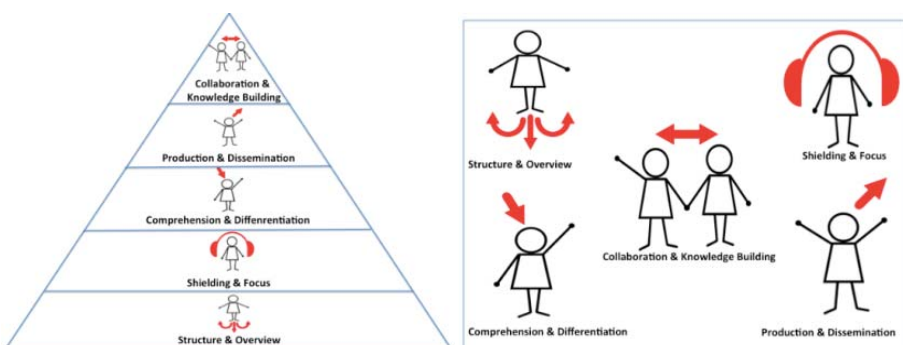 Collaboration &
Knowledge Building
Production & Dissemination
Comprehension & Diffenrentiation
Shielding & Focus
Structure & Overview
Structure & Overview
Shielding & Focus
Collaboration & Knowledge Building
Comprehension & Differentiation
Production & Dissemination